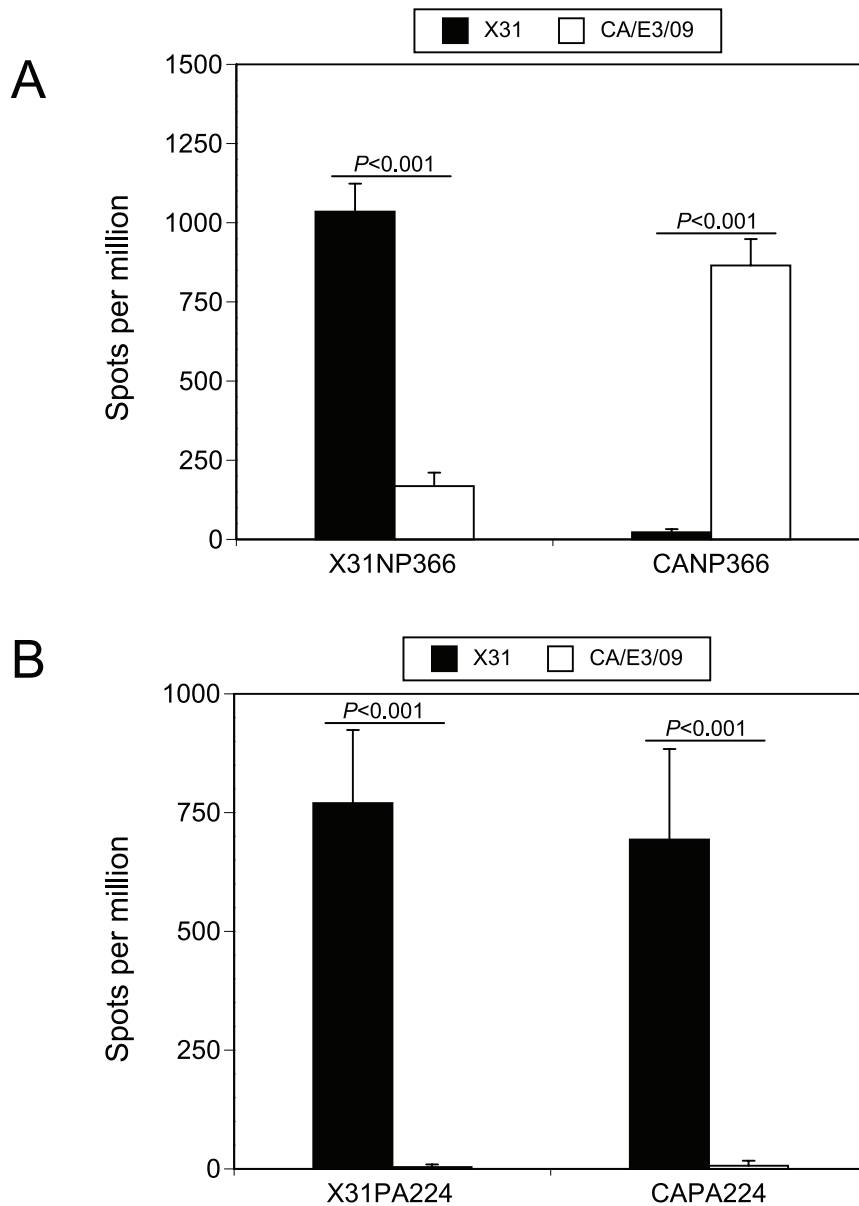 A
X31 CA/E3/09
1500
1250
1000
750
500
250
0
Spots per million
P<0.001
P<0.001
X31NP366 CANP366
B
X31 CA/E3/09
1000
750
500
250
0
Spots per million
P<0.001
P<0.001
X31PA224 CAPA224